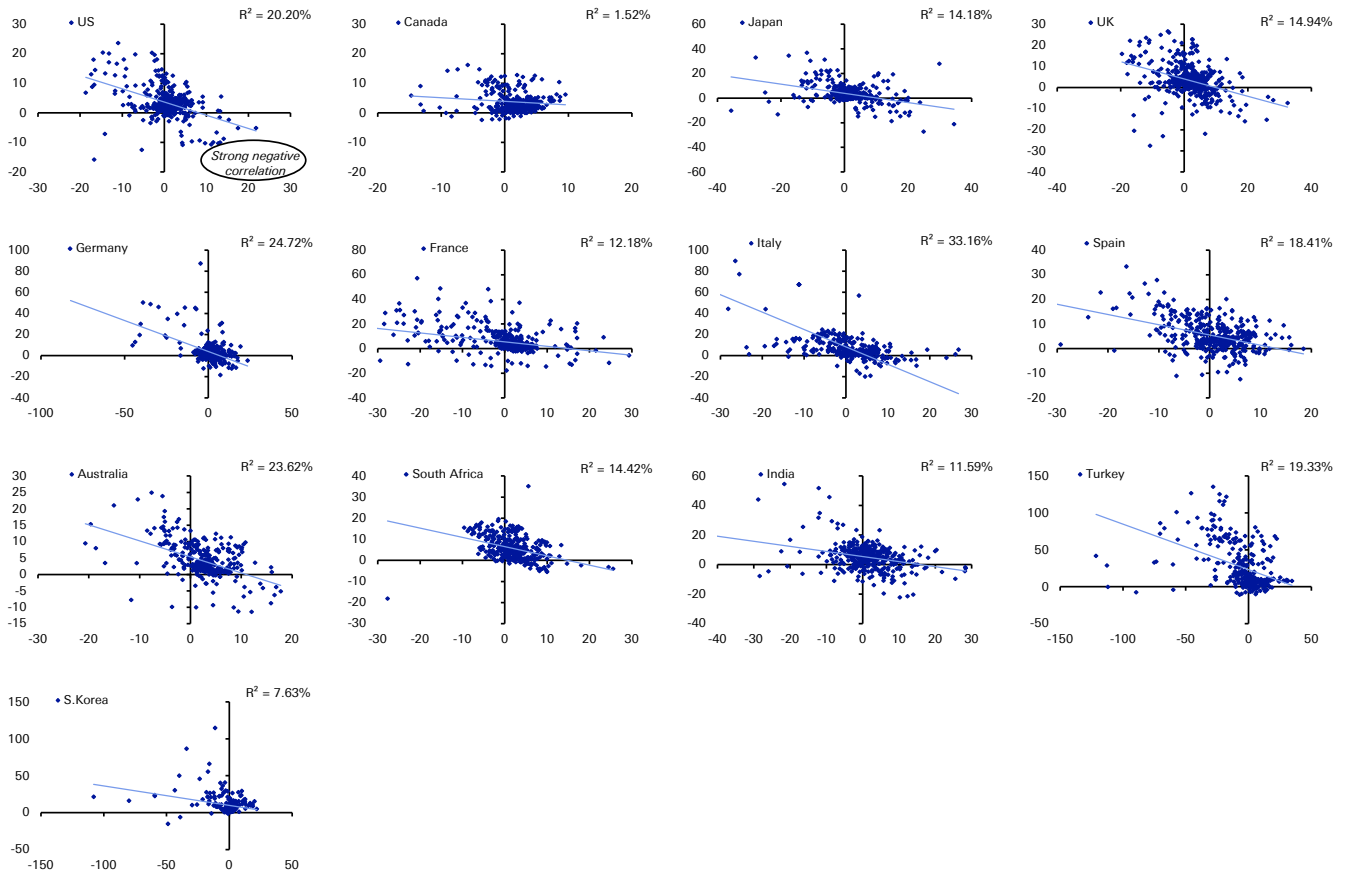 US
R² = 20.20%
30
20
10
0
-10
-20
-30 -20 -10 0 10 20 30
Strong negative
correlation
Canada
R² = 1.52%
30
20
10
0
-10
-20
-20 -10 0 10 20
Japan
R² = 14.18%
60
40
20
0
-20
-40
-60
-40 -20 0 20 40
UK
R² = 14.94%
30
20
10
0
-10
-20
-30
-40
-40 -20 0 20 40
Germany
R² = 24.72%
100
80
60
40
20
0
-20
-40
-100 -50 0 50
France
R² = 12.18%
80
60
40
20
0
-20
-40
-30 -20 -10 0 10 20 30
Italy
R² = 33.16%
100
80
60
40
20
0
-20
-40
-30 -20 -10 0 10 20 30
Spain
R² = 18.41%
40
30
20
10
0
-10
-20
-30 -20 -10 0 10 20
Australia
R² = 23.62%
30
25
20
15
10
5
0
-5
-10
-15
-30 -20 -10 0 10 20
South Africa
R² = 14.42%
40
30
20
10
0
-10
-20
-30
-30 -20 -10 0 10 20 30
India
R² = 11.59%
60
40
20
0
-20
-40
-40 -30 -20 -10 0 10 20 30
Turkey
R² = 19.33%
150
100
50
0
-50
-150 -100 -50 0 50
S.Korea
R² = 7.63%
150
100
50
0
-50
-150 -100 -50 0 50